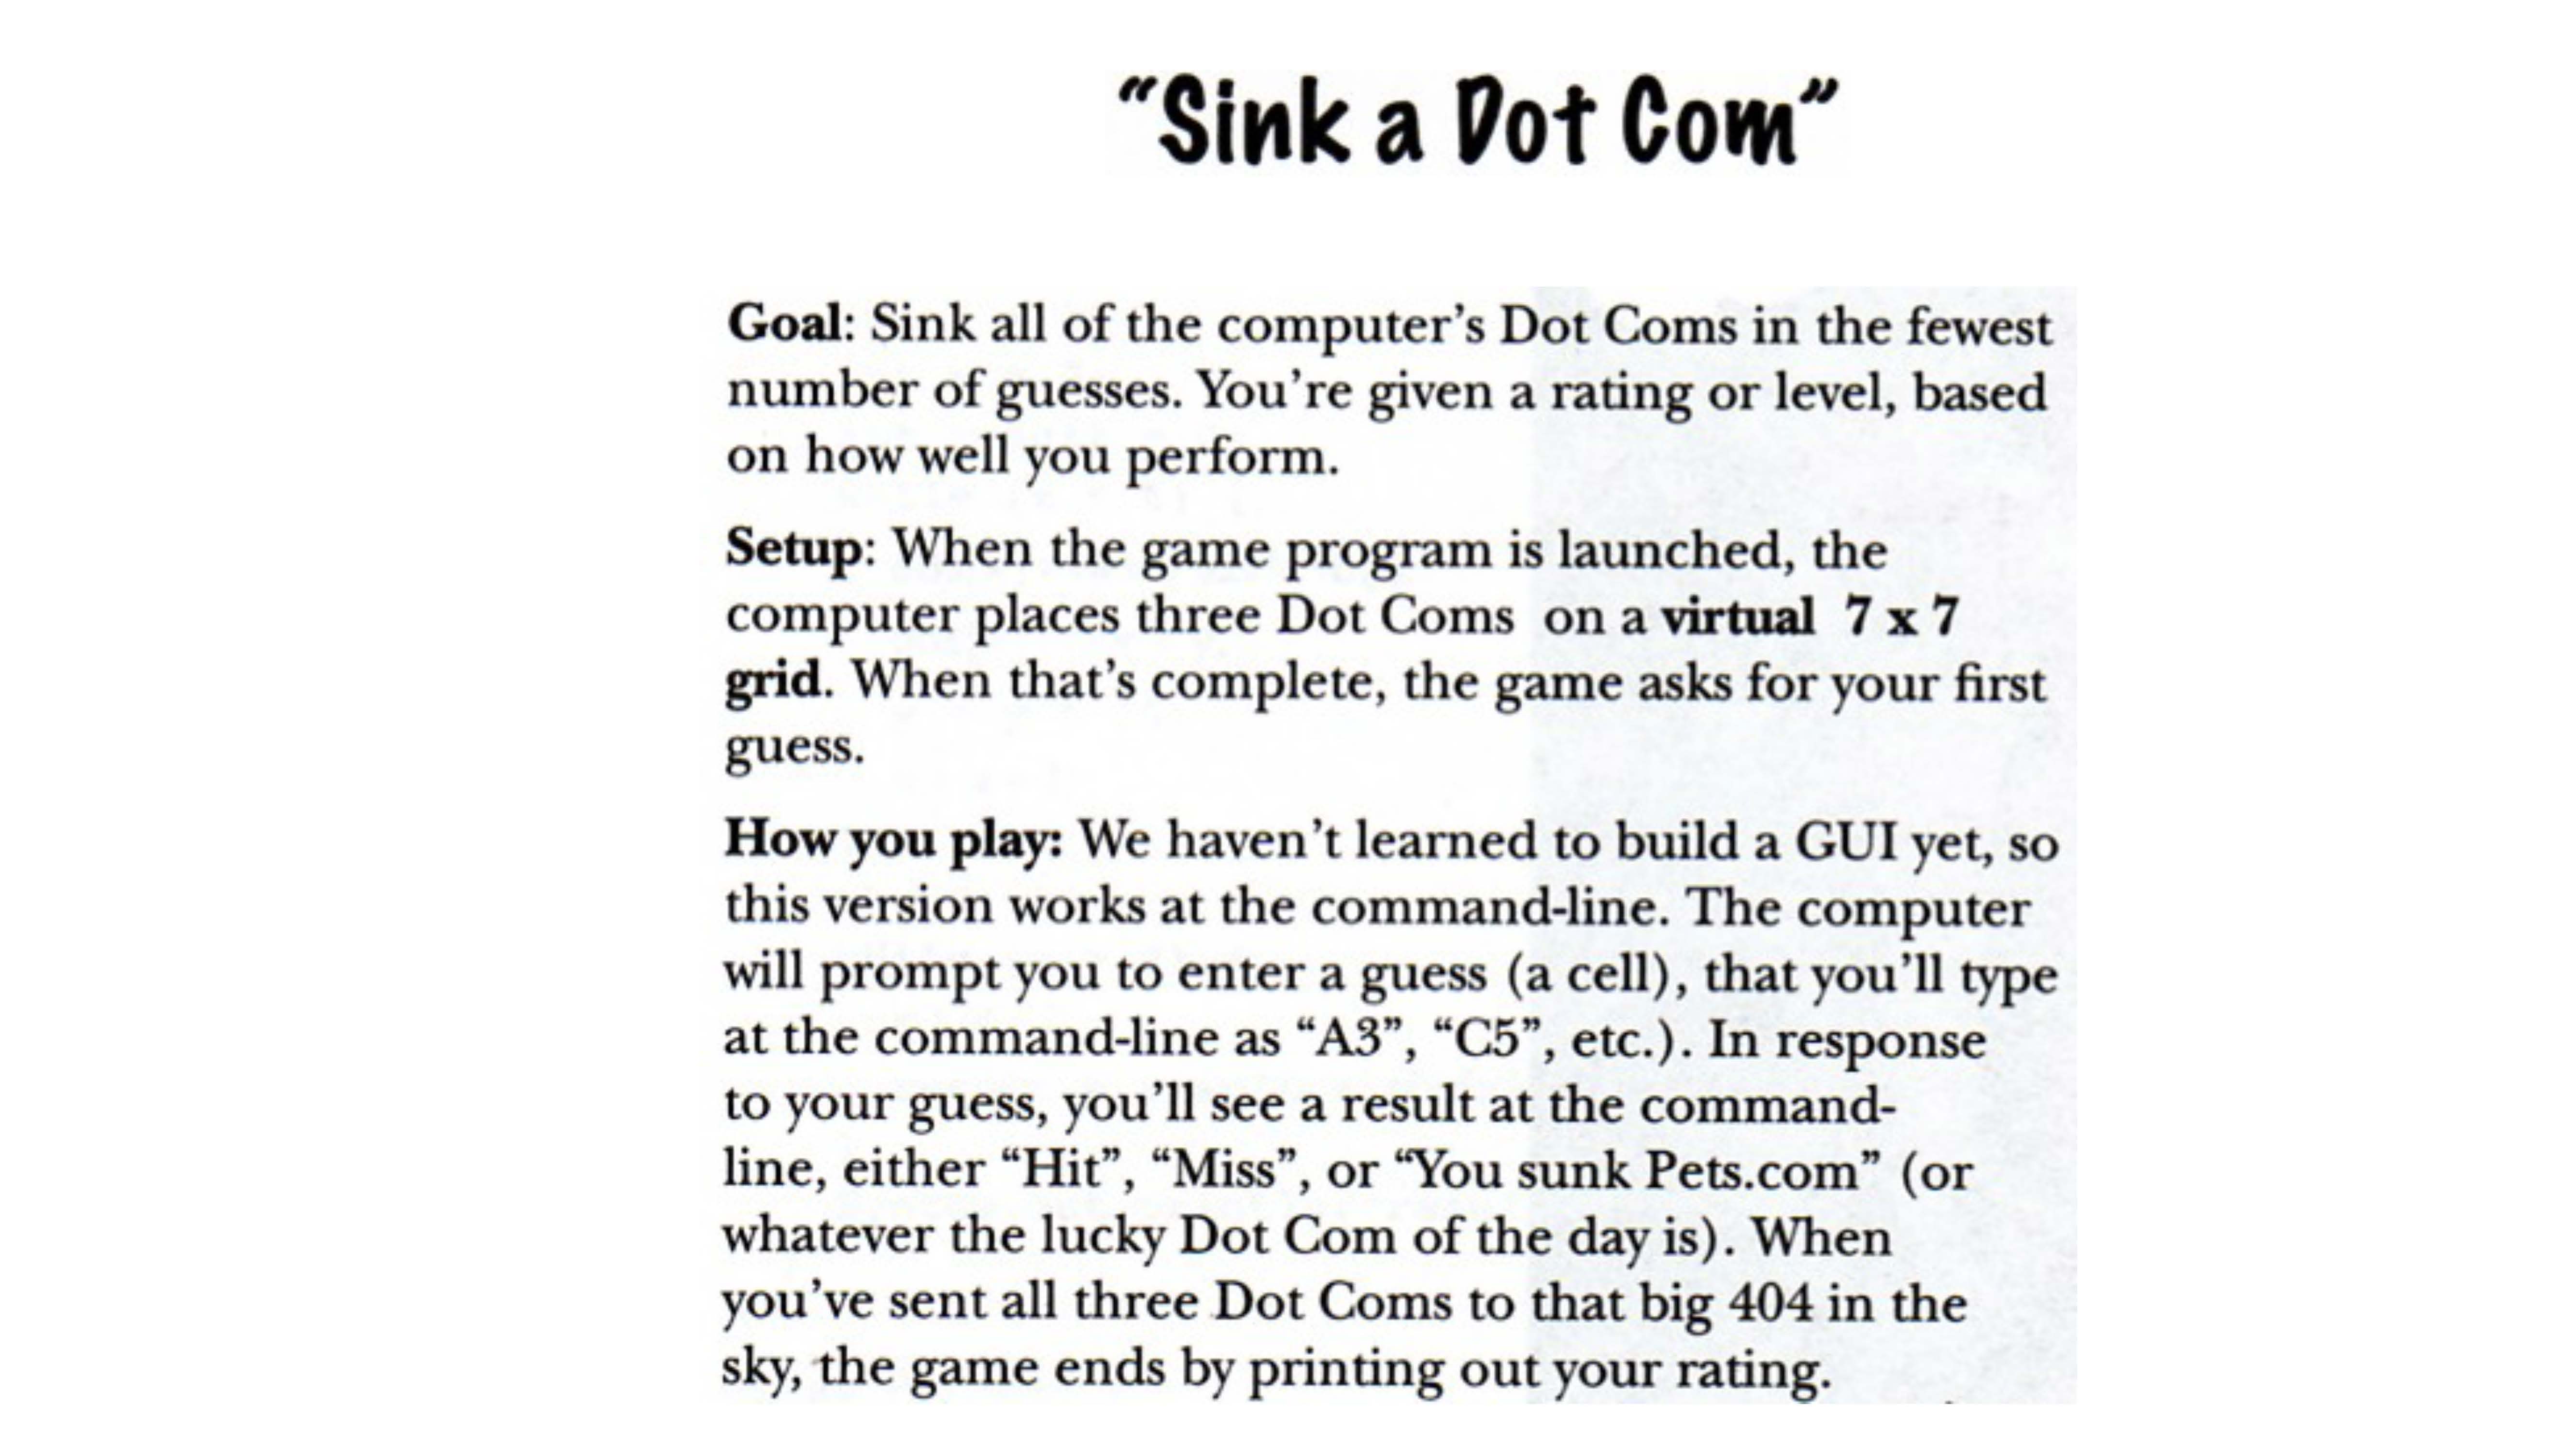 “Sink a Dot Com”
Goal: Sink all of the computer’s Dot Coms in the fewest
number of guesses. You’re given a rating or level, based
on how well you perform.
Setup: When the game program is launched, the
computer places three Dot Coms on a virtual 7 x 7
grid. When that’s complete, the game asks for your first
guess.
How you play: We haven’t learned to build a GUI yet, so
this version works at the command-line. The computer
will prompt you to enter a guess (a cell), that you’ll type
at the command-line as “A3”, “C5”, etc.). In response
to your guess, you’ll see a result at the command-
line, either “Hit”, “Miss”, or “You sunk Pets.com” (or
whatever the lucky Dot Com of the day is). When
you’ve sent all three Dot Coms to that big 404 in the
sky, the game ends by printing out your rating.